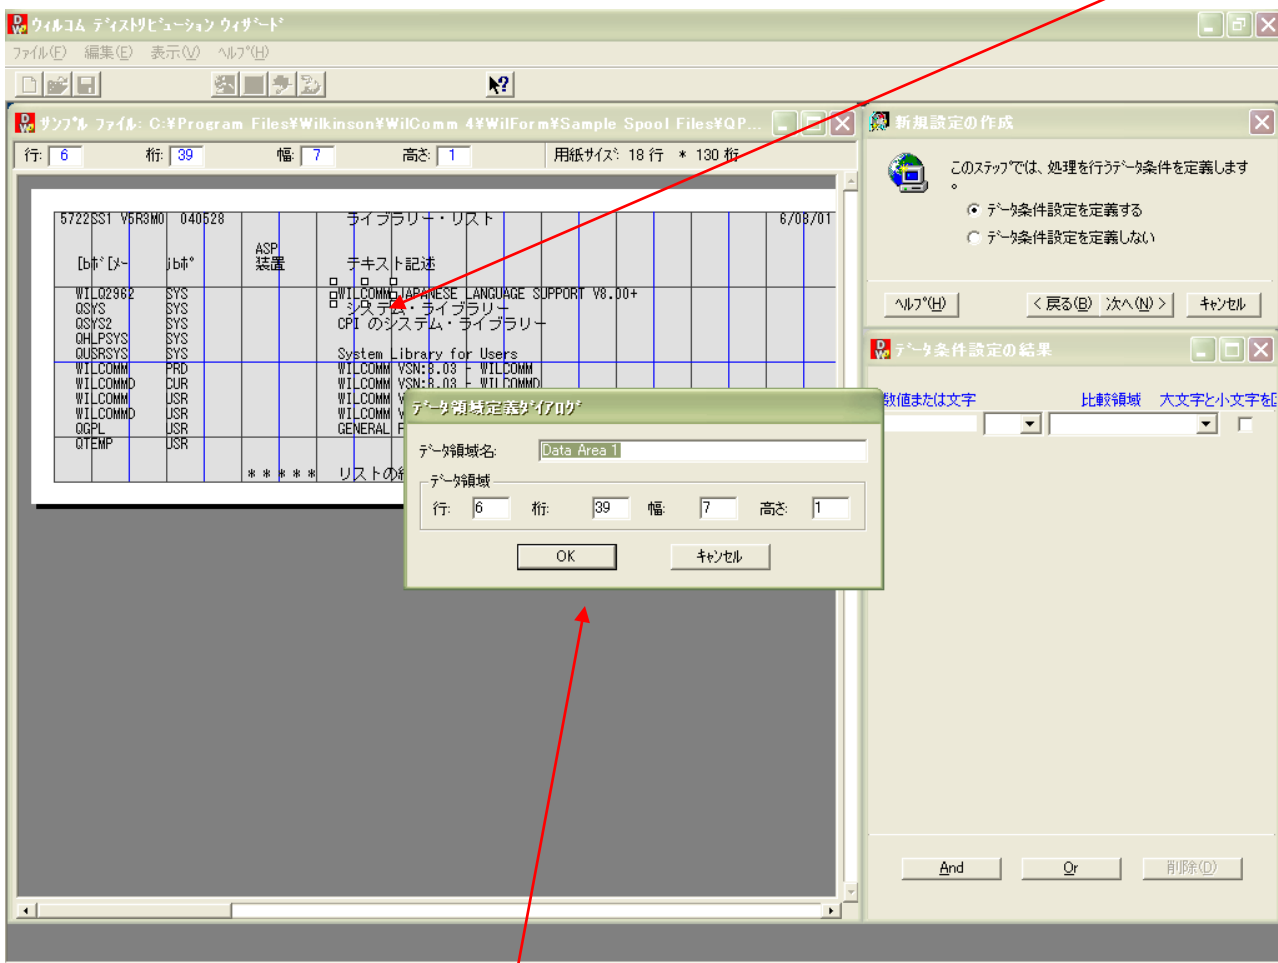 ウィルコム ディストリビューション ウィザード
ファイル(F) 編集(E) 表示(V) ヘルプ(H)
サンプル ファイル: C:¥Program Files¥Wilkinson¥WilComm 4¥WilForm¥Sample Spool Files¥QP...
行: 6 桁: 39 幅: 7 高さ: 1 用紙サイズ: 18 行 * 130 桁
5722SS1 V5R3M0 040528 ライブラリー・リスト 6/08/01
ASP
[bﾎﾞ[ﾒｰ jbﾎﾟ 装置 テキスト記述
WILQ2962 SYS WILCOMM JAPANESE LANGUAGE SUPPORT V8.00+
QSYS SYS システム・ライブラリー
QSYS2 SYS CPI のシステム・ライブラリー
QHLPSYS SYS
QUSRSYS SYS System Library for Users
WILCOMM PRD WILCOMM VSN:8.03 - WILCOMM
WILCOMMD CUR WILCOMM VSN:8.03 - WILCOMMD
WILCOMM USR WILCOMM V
WILCOMMD USR WILCOMM V
QGPL USR GENERAL
QTEMP USR
* * * * * リストの
データ領域定義ダイアログ
データ領域名: Data Area 1
データ領域
行: 6 桁: 39 幅: 7 高さ: 1
OK キャンセル
新規設定の作成
このステップでは、処理を行うデータ条件を定義します
。
データ条件設定を定義する
データ条件設定を定義しない
ヘルプ(H) < 戻る(B) 次へ(N) > キャンセル
データ条件設定の結果
数値または文字 比較領域 大文字と小文字を
And Or 削除(D)